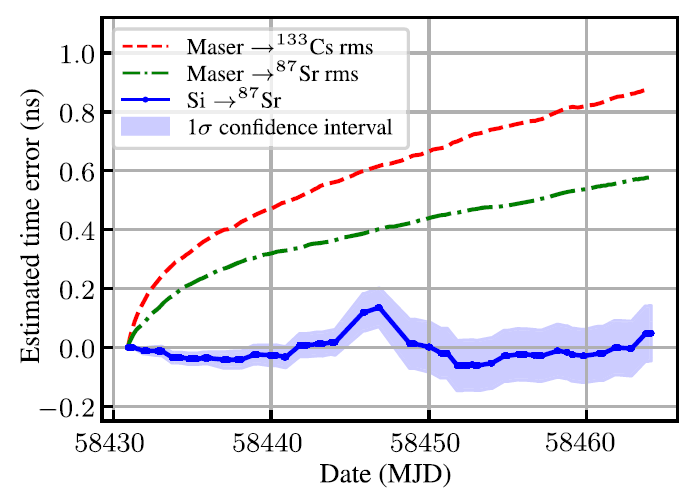 Maser →¹³³Cs rms
Maser →⁸⁷Sr rms
Si →⁸⁷Sr
1σ confidence interval
Estimated time error (ns)
1.0
0.8
0.6
0.4
0.2
0.0
−0.2
58430
58440
58450
58460
Date (MJD)